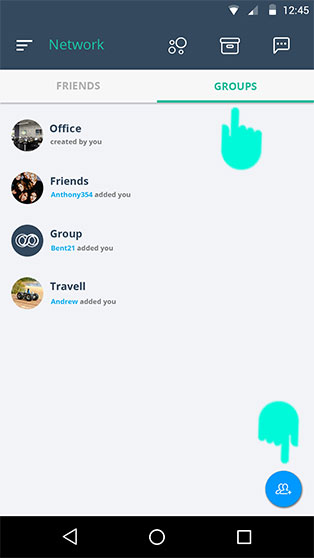 12:45
Network
FRIENDS
GROUPS
Office
created by you
Friends
Anthony354 added you
Group
Bent21 added you
Travell
Andrew added you